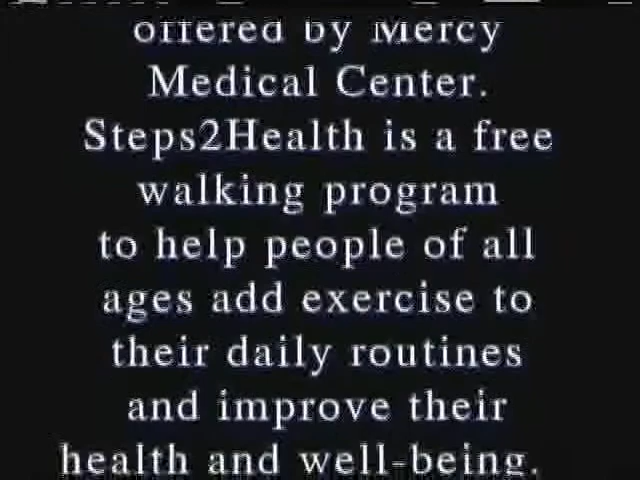 offered by Mercy
Medical Center.
Steps2Health is a free
walking program
to help people of all
ages add exercise to
their daily routines
and improve their
health and well-being.